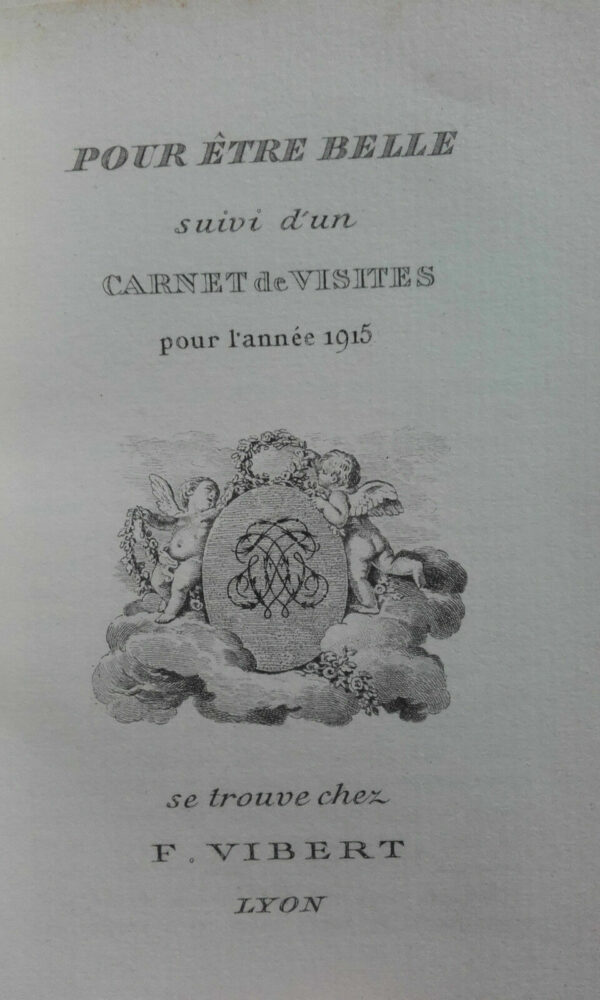 POUR ÊTRE BELLE
suivi d'un
CARNET de VISITES
pour l'année 1915
se trouve chez
F. VIBERT
LYON